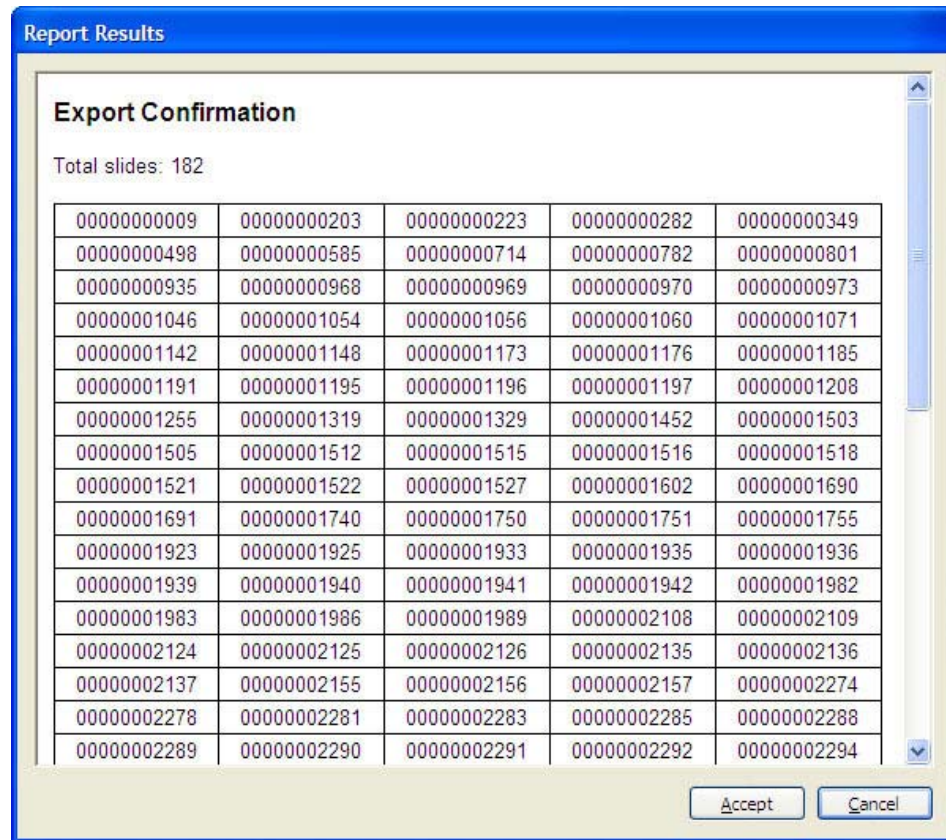 Report Results
Export Confirmation
Total slides: 182
00000000009 00000000203 00000000223 00000000282 00000000349
00000000498 00000000585 00000000714 00000000782 00000000801
00000000935 00000000968 00000000969 00000000970 00000000973
00000001046 00000001054 00000001056 00000001060 00000001071
00000001142 00000001148 00000001173 00000001176 00000001185
00000001191 00000001195 00000001196 00000001197 00000001208
00000001255 00000001319 00000001329 00000001452 00000001503
00000001505 00000001512 00000001515 00000001516 00000001518
00000001521 00000001522 00000001527 00000001602 00000001690
00000001691 00000001740 00000001750 00000001751 00000001755
00000001923 00000001925 00000001933 00000001935 00000001936
00000001939 00000001940 00000001941 00000001942 00000001982
00000001983 00000001986 00000001989 00000002108 00000002109
00000002124 00000002125 00000002126 00000002135 00000002136
00000002137 00000002155 00000002156 00000002157 00000002274
00000002278 00000002281 00000002283 00000002285 00000002288
00000002289 00000002290 00000002291 00000002292 00000002294
Accept Cancel